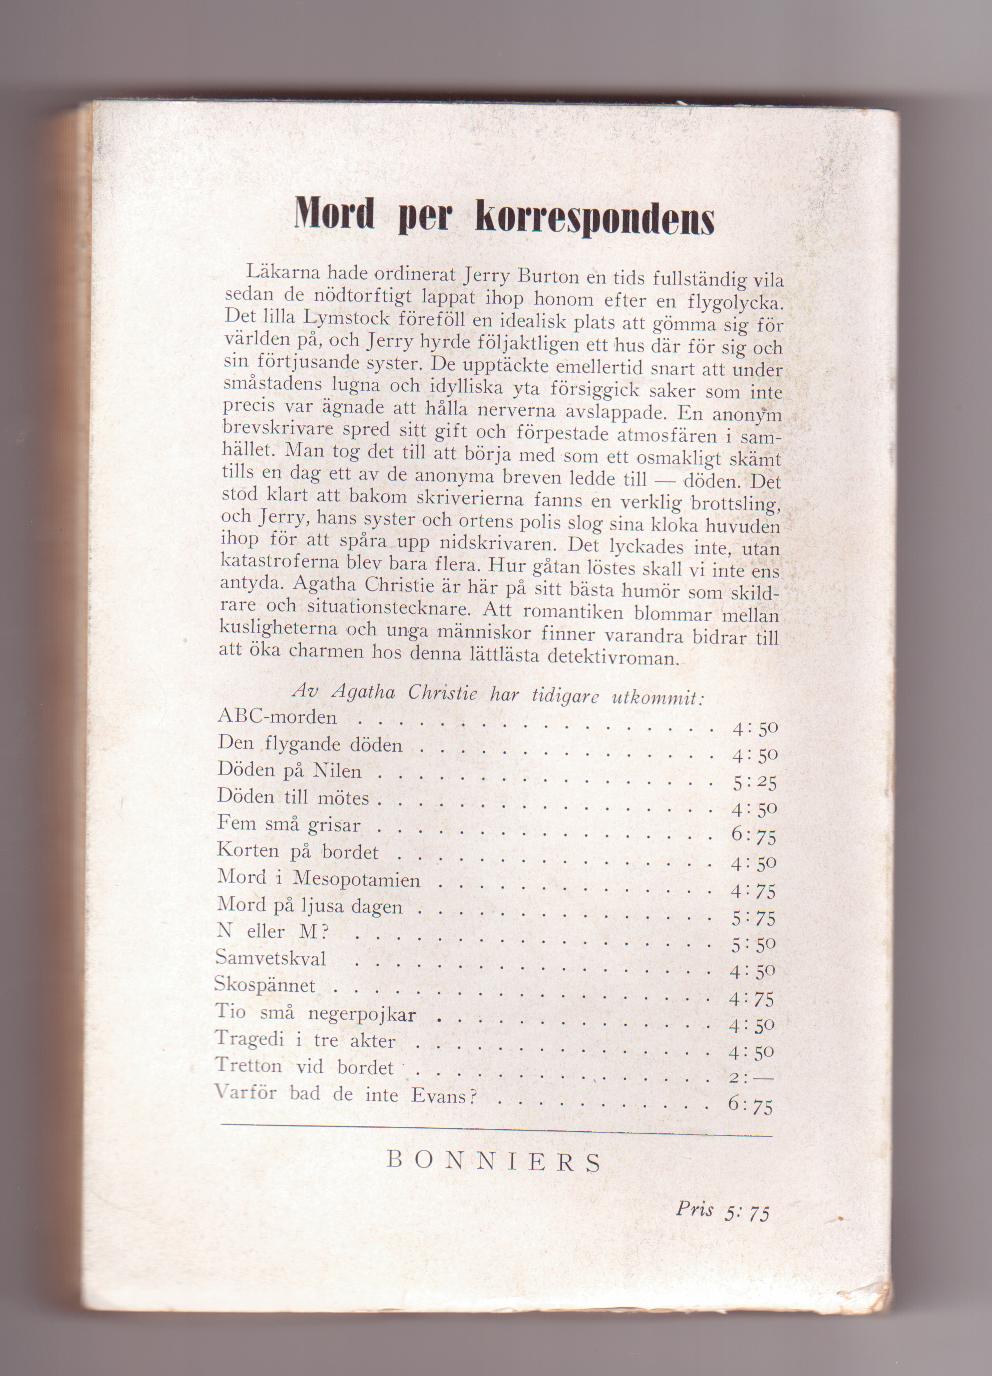 Mord per korrespondens
Läkarna hade ordinerat Jerry Burton en tids fullständig vila
sedan de nödtorftigt lappat ihop honom efter en flygolycka.
Det lilla Lymstock föreföll en idealisk plats att gömma sig för
världen på, och Jerry hyrde följaktligen ett hus där för sig och
sin förtjusande syster. De upptäckte emellertid snart att under
småstadens lugna och idylliska yta försiggick saker som inte
precis var ägnade att hålla nerverna avslappade. En anonym
brevskrivare spred sitt gift och förpestade atmosfären i sam-
hället. Man tog det till att börja med som ett osmakligt skämt
tills en dag ett av de anonyma breven ledde till — döden. Det
stod klart att bakom skriverierna fanns en verklig brottsling,
och Jerry, hans syster och ortens polis slog sina kloka huvuden
ihop för att spåra upp nidskrivaren. Det lyckades inte, utan
katastroferna blev bara flera. Hur gåtan löstes skall vi inte ens
antyda. Agatha Christie är här på sitt bästa humör som skild-
rare och situationstecknare. Att romantiken blommar mellan
kusligheterna och unga människor finner varandra bidrar till
att öka charmen hos denna lättlästa detektivroman.
Av Agatha Christie har tidigare utkommit:
ABC-morden . . . . . . . . . . . . . . . . . . 4: 50
Den flygande döden . . . . . . . . . . . . . . . 4: 50
Döden på Nilen . . . . . . . . . . . . . . . . . 5: 25
Döden till mötes . . . . . . . . . . . . . . . . . 4: 50
Fem små grisar . . . . . . . . . . . . . . . . . 6: 75
Korten på bordet . . . . . . . . . . . . . . . . 4: 50
Mord i Mesopotamien . . . . . . . . . . . . . . 4: 75
Mord på ljusa dagen . . . . . . . . . . . . . . . 5: 75
N eller M? . . . . . . . . . . . . . . . . . . 5: 50
Samvetskval . . . . . . . . . . . . . . . . . . 4: 50
Skospännet . . . . . . . . . . . . . . . . . . . 4: 75
Tio små negerpojkar . . . . . . . . . . . . . . 4: 50
Tragedi i tre akter . . . . . . . . . . . . . . . 4: 50
Tretton vid bordet . . . . . . . . . . . . . . . 2: —
Varför bad de inte Evans? . . . . . . . . . . . 6: 75
BONNIERS
Pris 5: 75